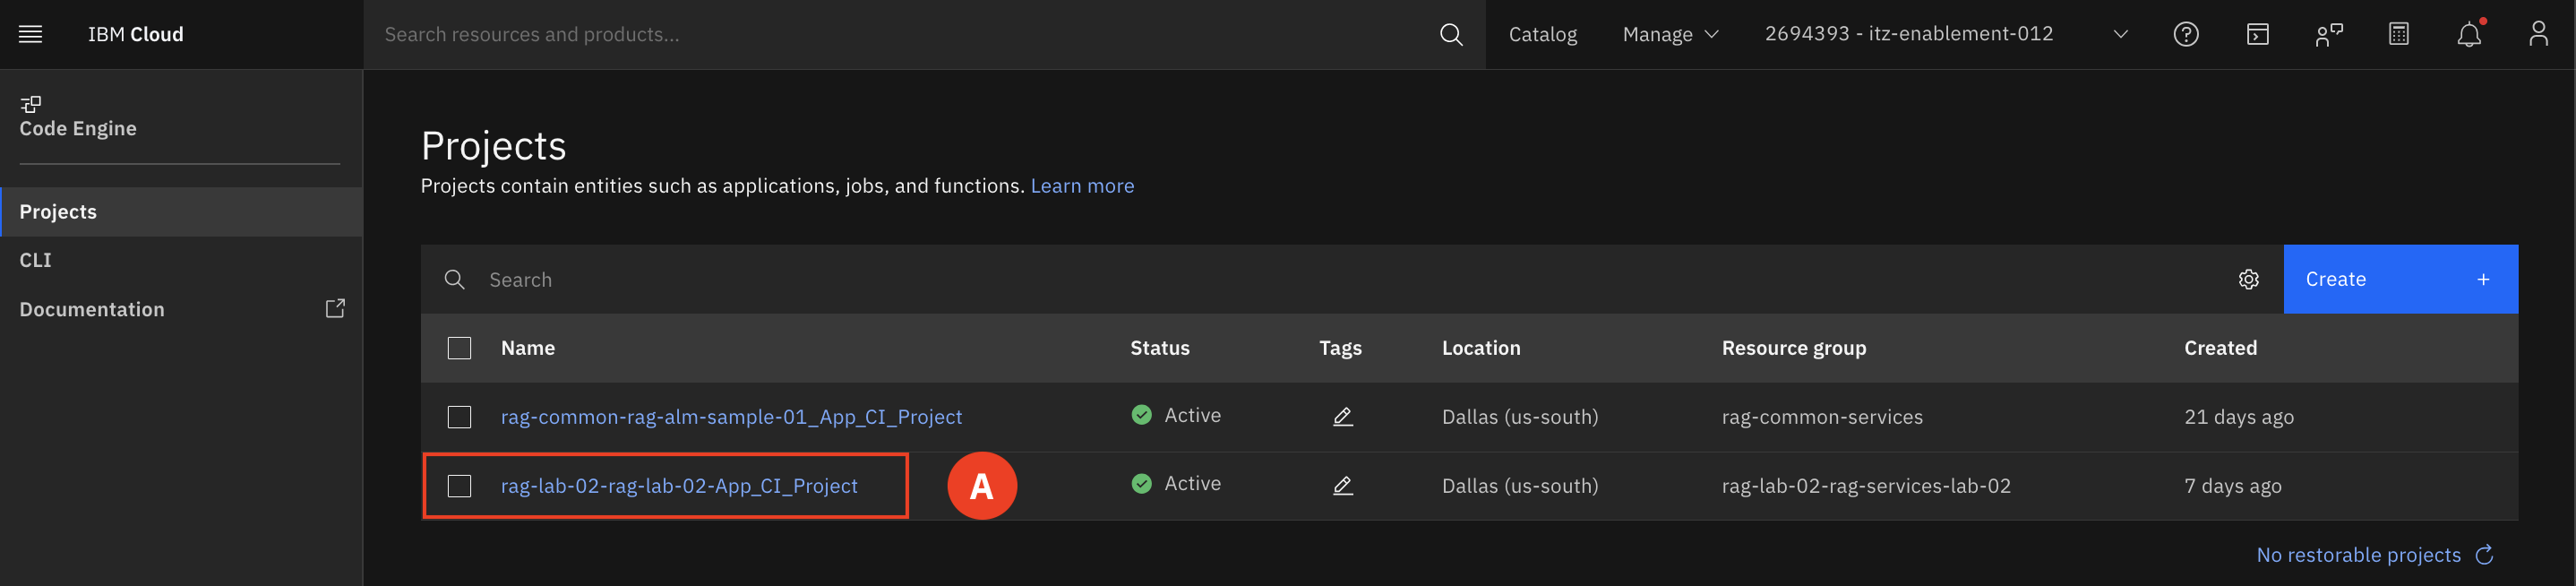 IBM Cloud
Search resources and products...
Catalog
Manage
2694393 - itz-enablement-012
Code Engine
Projects
CLI
Documentation
Projects
Projects contain entities such as applications, jobs, and functions. Learn more
Search
Create +
Name Status Tags Location Resource group Created
rag-common-rag-alm-sample-01_App_CI_Project Active Dallas (us-south) rag-common-services 21 days ago
rag-lab-02-rag-lab-02-App_CI_Project A Active Dallas (us-south) rag-lab-02-rag-services-lab-02 7 days ago
No restorable projects